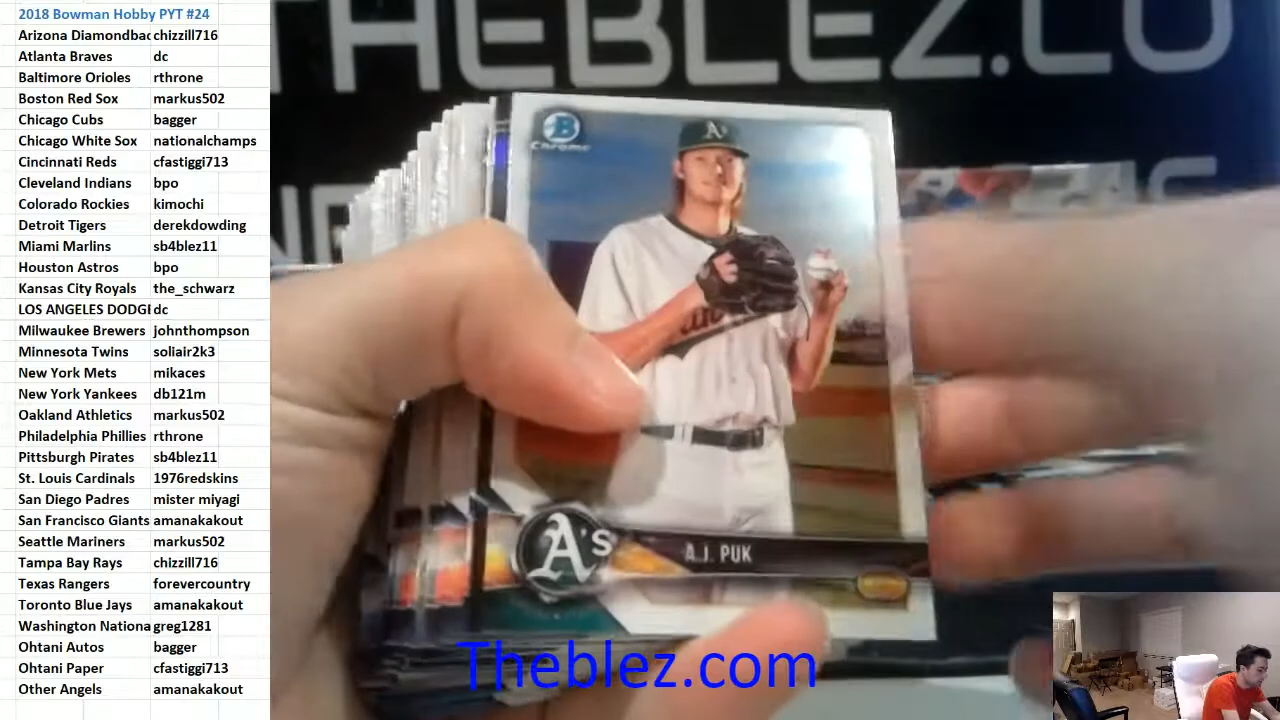 2018 Bowman Hobby PYT #24
Arizona Diamondbac chizzill716
Atlanta Braves dc
Baltimore Orioles rthrone
Boston Red Sox markus502
Chicago Cubs bagger
Chicago White Sox nationalchamps
Cincinnati Reds cfastiggi713
Cleveland Indians bpo
Colorado Rockies kimochi
Detroit Tigers derekdowding
Miami Marlins sb4blez11
Houston Astros bpo
Kansas City Royals the_schwarz
LOS ANGELES DODGE dc
Milwaukee Brewers johnthompson
Minnesota Twins soliair2k3
New York Mets mikaces
New York Yankees db121m
Oakland Athletics markus502
Philadelphia Phillies rthrone
Pittsburgh Pirates sb4blez11
St. Louis Cardinals 1976redskins
San Diego Padres mister miyagi
San Francisco Giants amanakakout
Seattle Mariners markus502
Tampa Bay Rays chizzill716
Texas Rangers forevercountry
Toronto Blue Jays amanakakout
Washington Nationa greg1281
Ohtani Autos bagger
Ohtani Paper cfastiggi713
Other Angels amanakakout
THEBLEZ.CO
B
Chrome
A's
A's
A.J. PUK
Theblez.com